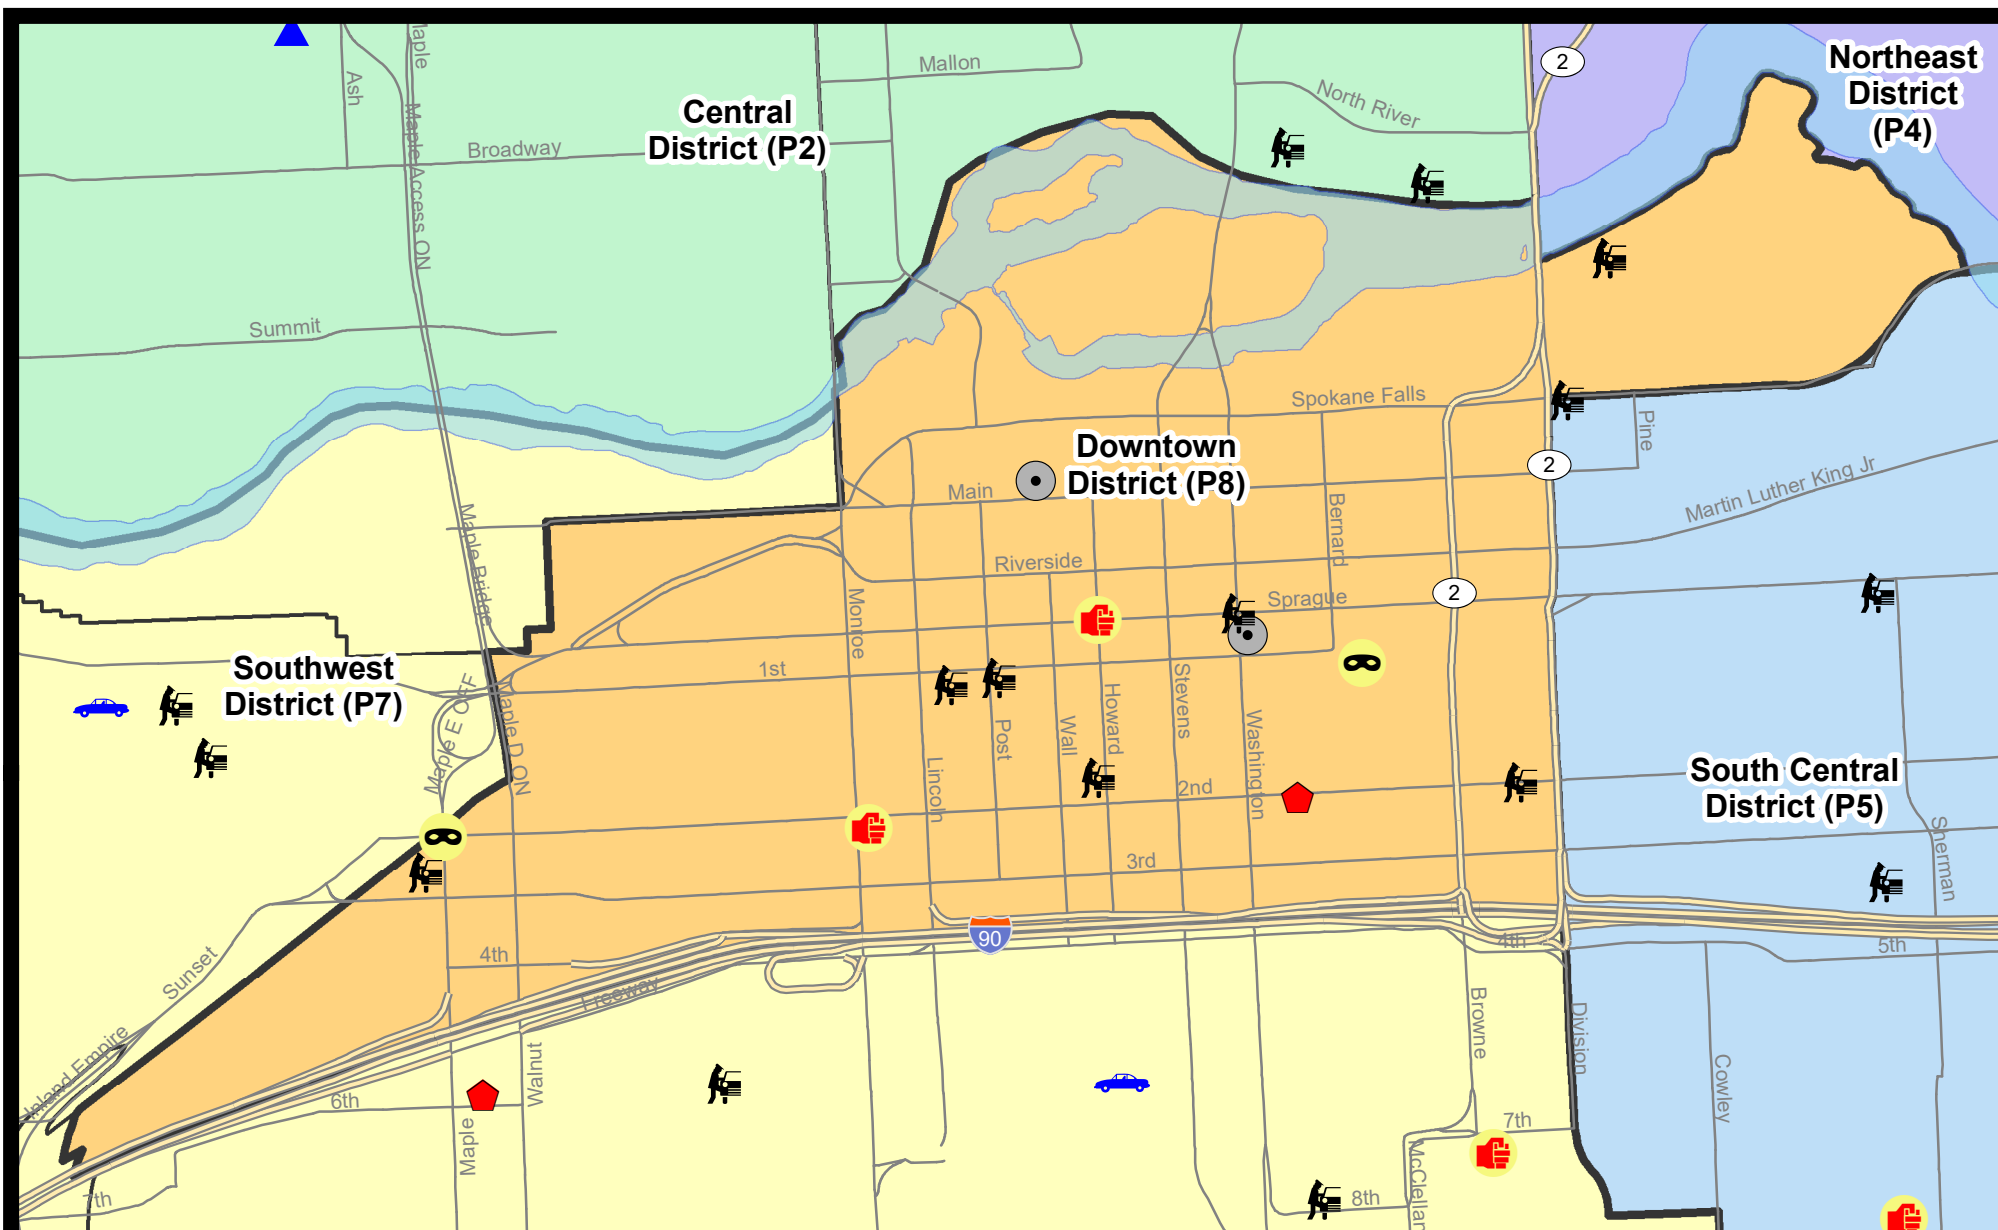 Maple
2
Northeast
District
(P4)
Mallon
Ash
Central
District (P2)
North River
Maple Access ON
Broadway
Summit
Spokane Falls
Pine
Downtown
District (P8)
2
Main
Bernard
Martin Luther King Jr
Maple Bridge
Riverside
2
Monroe
Sprague
Southwest
District (P7)
1st
Maple E OFF
Maple D ON
Post
Wall
Howard
Stevens
Washington
Lincoln
2nd
South Central
District (P5)
Sherman
3rd
90
4th
4th
5th
Sunset
Freeway
Browne
Division
Inland Empire
Walnut
Cowley
6th
Maple
7th
McClellan
7th
8th